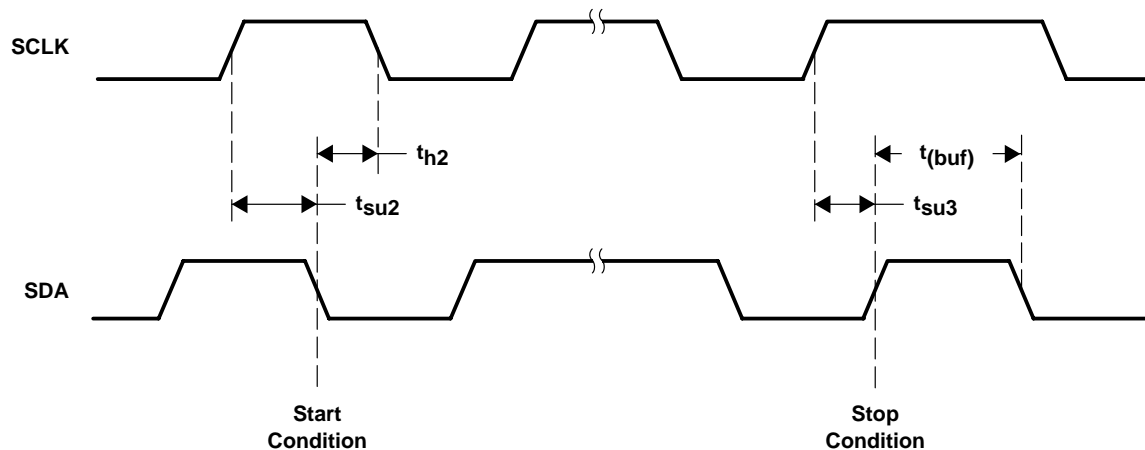 SCLK
th2
t(buf)
tsu2
tsu3
SDA
Start
Condition
Stop
Condition